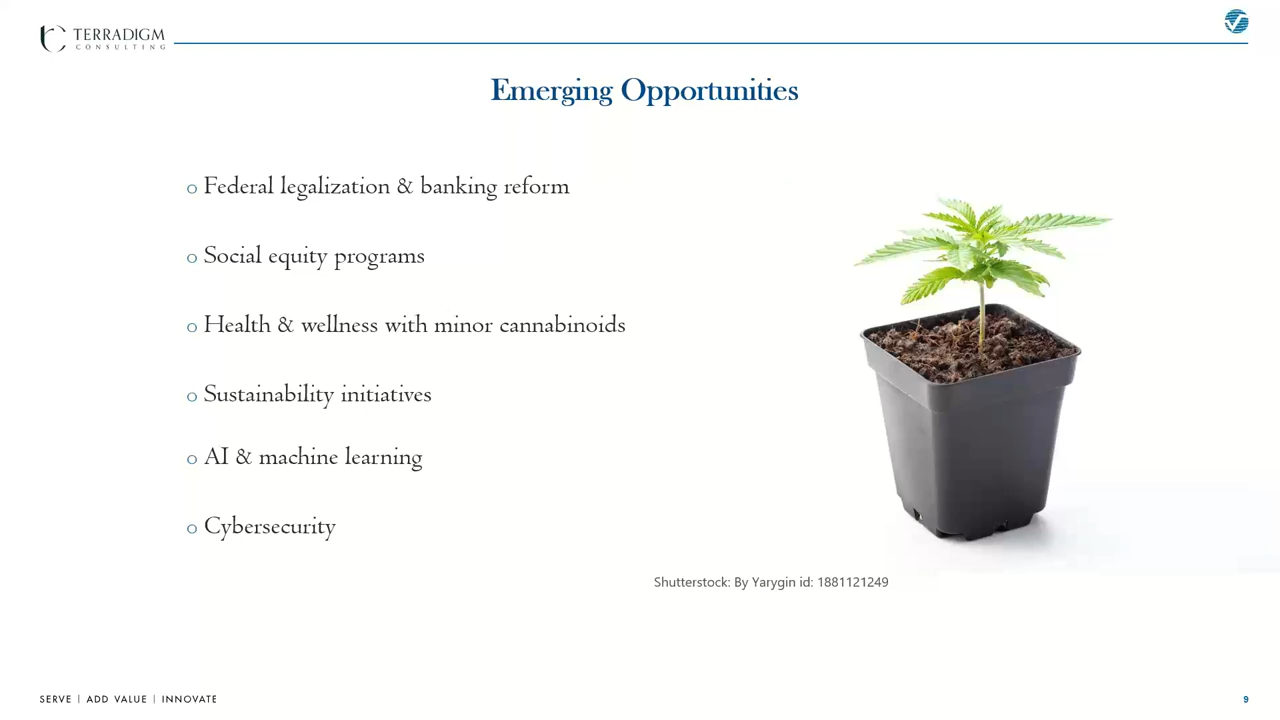 TERRADIGM
CONSULTING
Emerging Opportunities
o Federal legalization & banking reform
o Social equity programs
o Health & wellness with minor cannabinoids
o Sustainability initiatives
o AI & machine learning
o Cybersecurity
Shutterstock: By Yarygin id: 1881121249
SERVE | ADD VALUE | INNOVATE
9